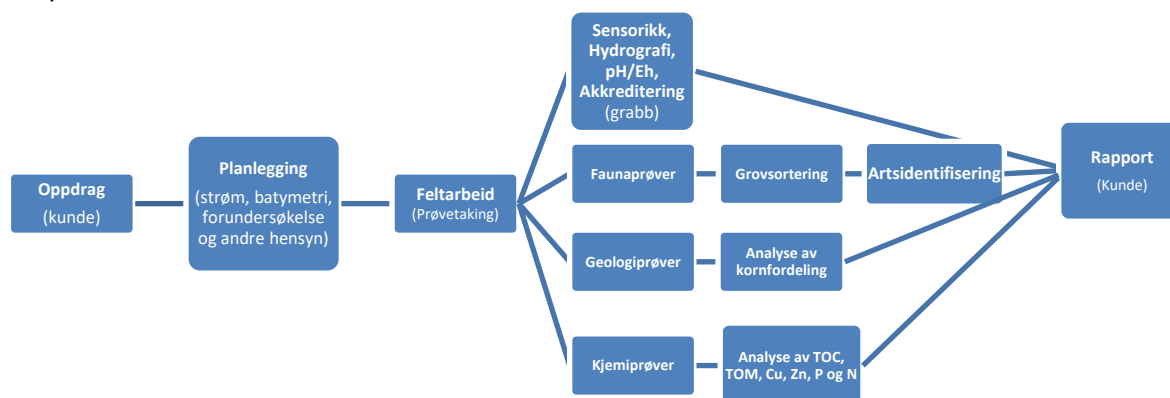 Oppdrag
(kunde)
Planlegging
(strøm, batymetri,
forundersøkelse
og andre hensyn)
Feltarbeid
(Prøvetaking)
Sensorikk,
Hydrografi,
pH/Eh,
Akkreditering
(grabb)
Faunaprøver
Grovsortering
Artsidentifisering
Geologiprøver
Analyse av
kornfordeling
Kjemiprøver
Analyse av TOC,
TOM, Cu, Zn, P og N
Rapport
(Kunde)